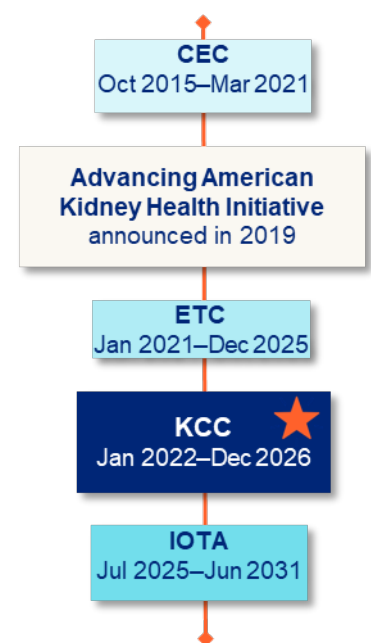 CEC
Oct 2015–Mar 2021
Advancing American
Kidney Health Initiative
announced in 2019
ETC
Jan 2021–Dec 2025
KCC
Jan 2022–Dec 2026
IOTA
Jul 2025–Jun 2031